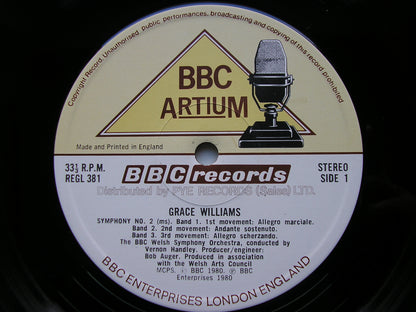 Copyright Record. Unauthorised, public performances, broadcasting and copying of this record prohibited
BBC
ARTIUM
Made and Printed in England
33⅓ R.P.M.
REGL 381
BBC records
STEREO
SIDE 1
Distributed by PYE RECORDS (Sales) LTD.
GRACE WILLIAMS
SYMPHONY NO. 2 (ms). Band 1. 1st movement: Allegro marciale.
Band 2. 2nd movement: Andante sostenuto.
Band 3. 3rd movement: Allegro scherzando.
The BBC Welsh Symphony Orchestra, conducted by
Vernon Handley. Producer/engineer:
Bob Auger. Produced in association
with the Welsh Arts Council
MCPS. © BBC 1980. ℗ BBC
Enterprises 1980
BBC ENTERPRISES LONDON ENGLAND